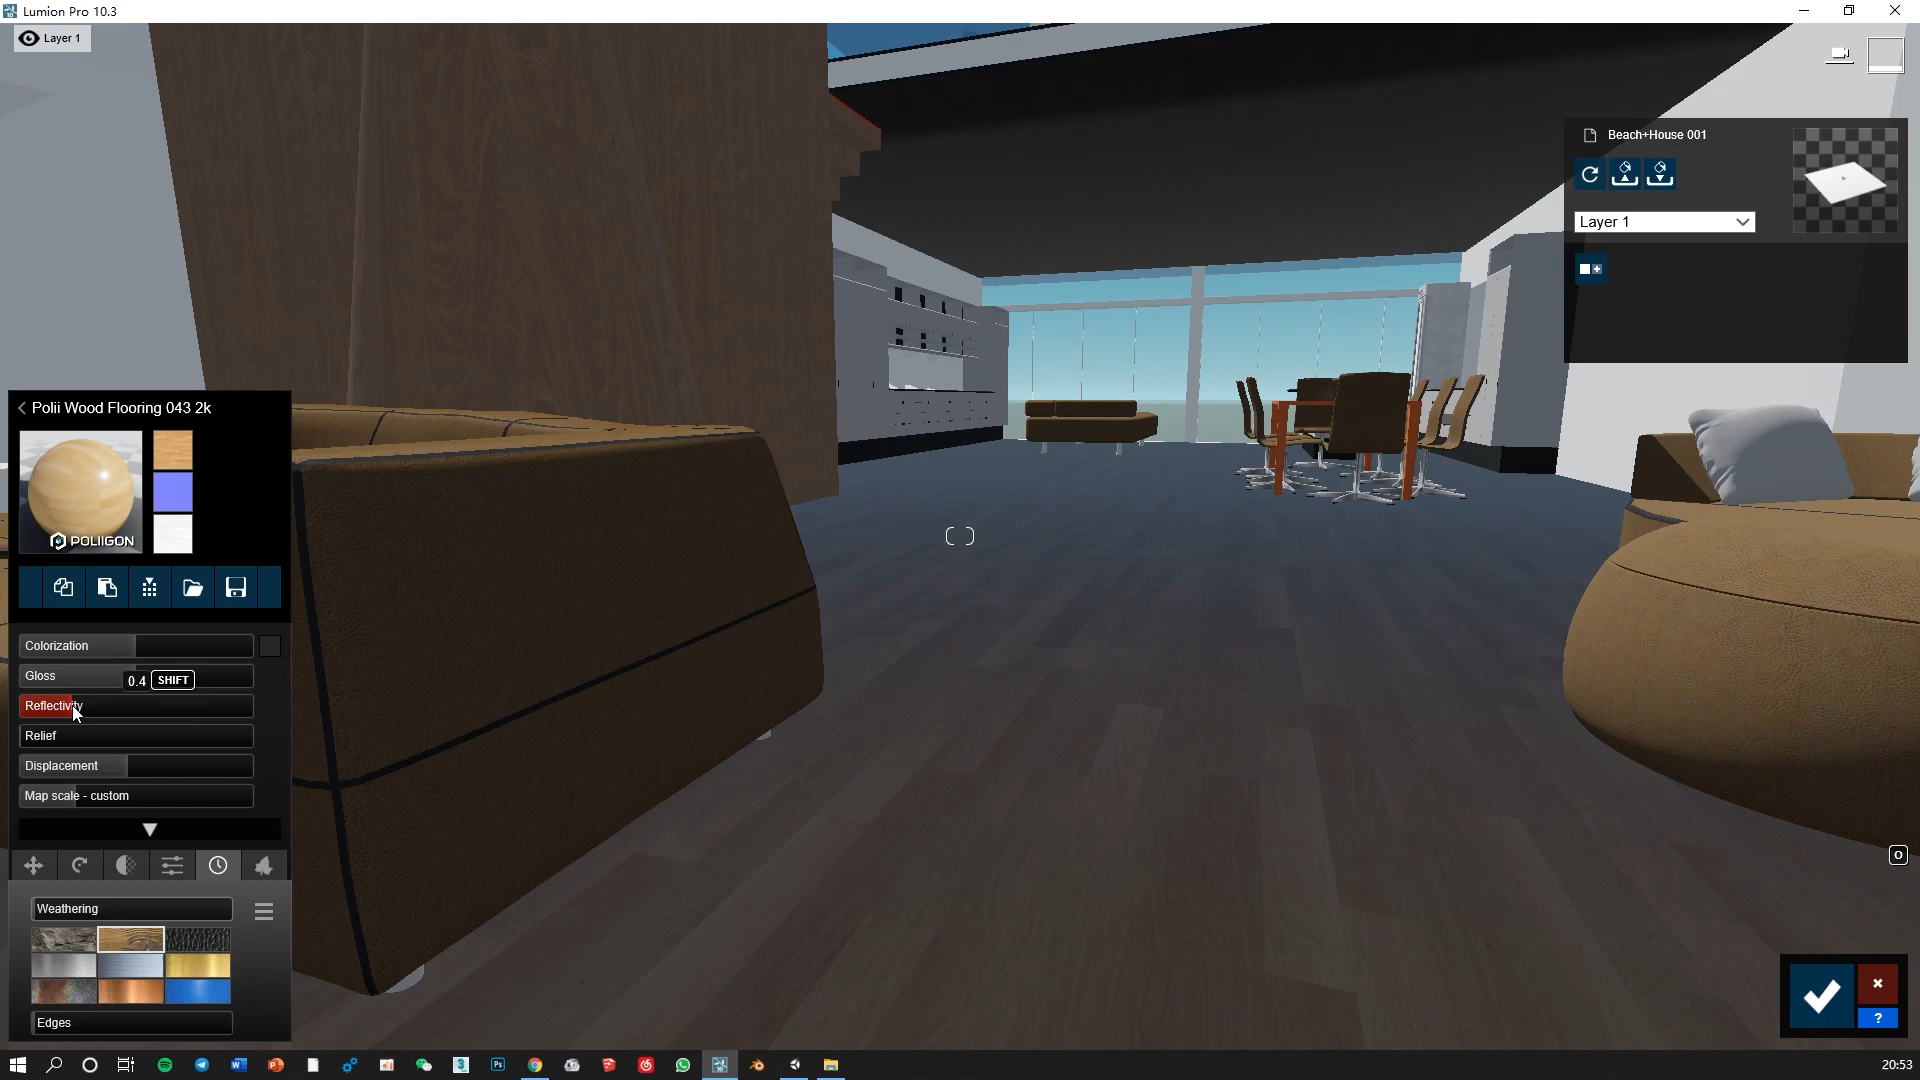 Lumion Pro 10.3
Layer 1
Beach+House 001
Layer 1
Polii Wood Flooring 043 2k
POLIIGON
Colorization
Gloss
0.4 SHIFT
Reflectivity
Relief
Displacement
Map scale - custom
Weathering
Edges
O
?
20:53